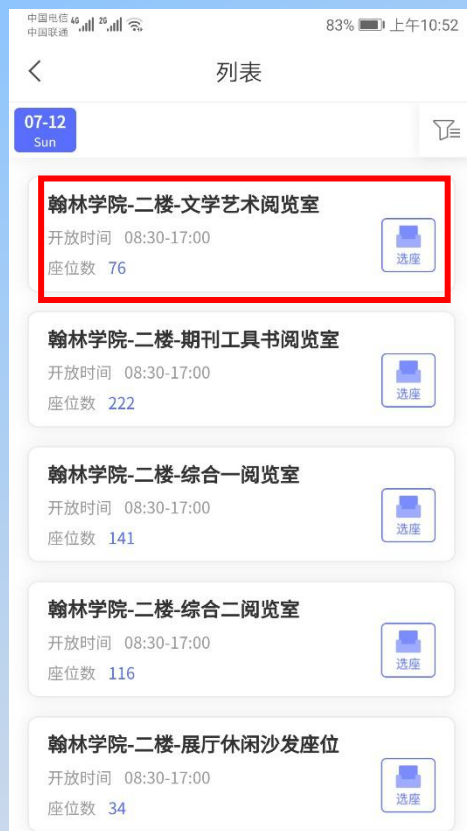 中国电信 46 26
中国联通
83% 上午10:52
列表
07-12
Sun
翰林学院-二楼-文学艺术阅览室
开放时间 08:30-17:00
座位数 76
选座
翰林学院-二楼-期刊工具书阅览室
开放时间 08:30-17:00
座位数 222
选座
翰林学院-二楼-综合一阅览室
开放时间 08:30-17:00
座位数 141
选座
翰林学院-二楼-综合二阅览室
开放时间 08:30-17:00
座位数 116
选座
翰林学院-二楼-展厅休闲沙发座位
开放时间 08:30-17:00
座位数 34
选座